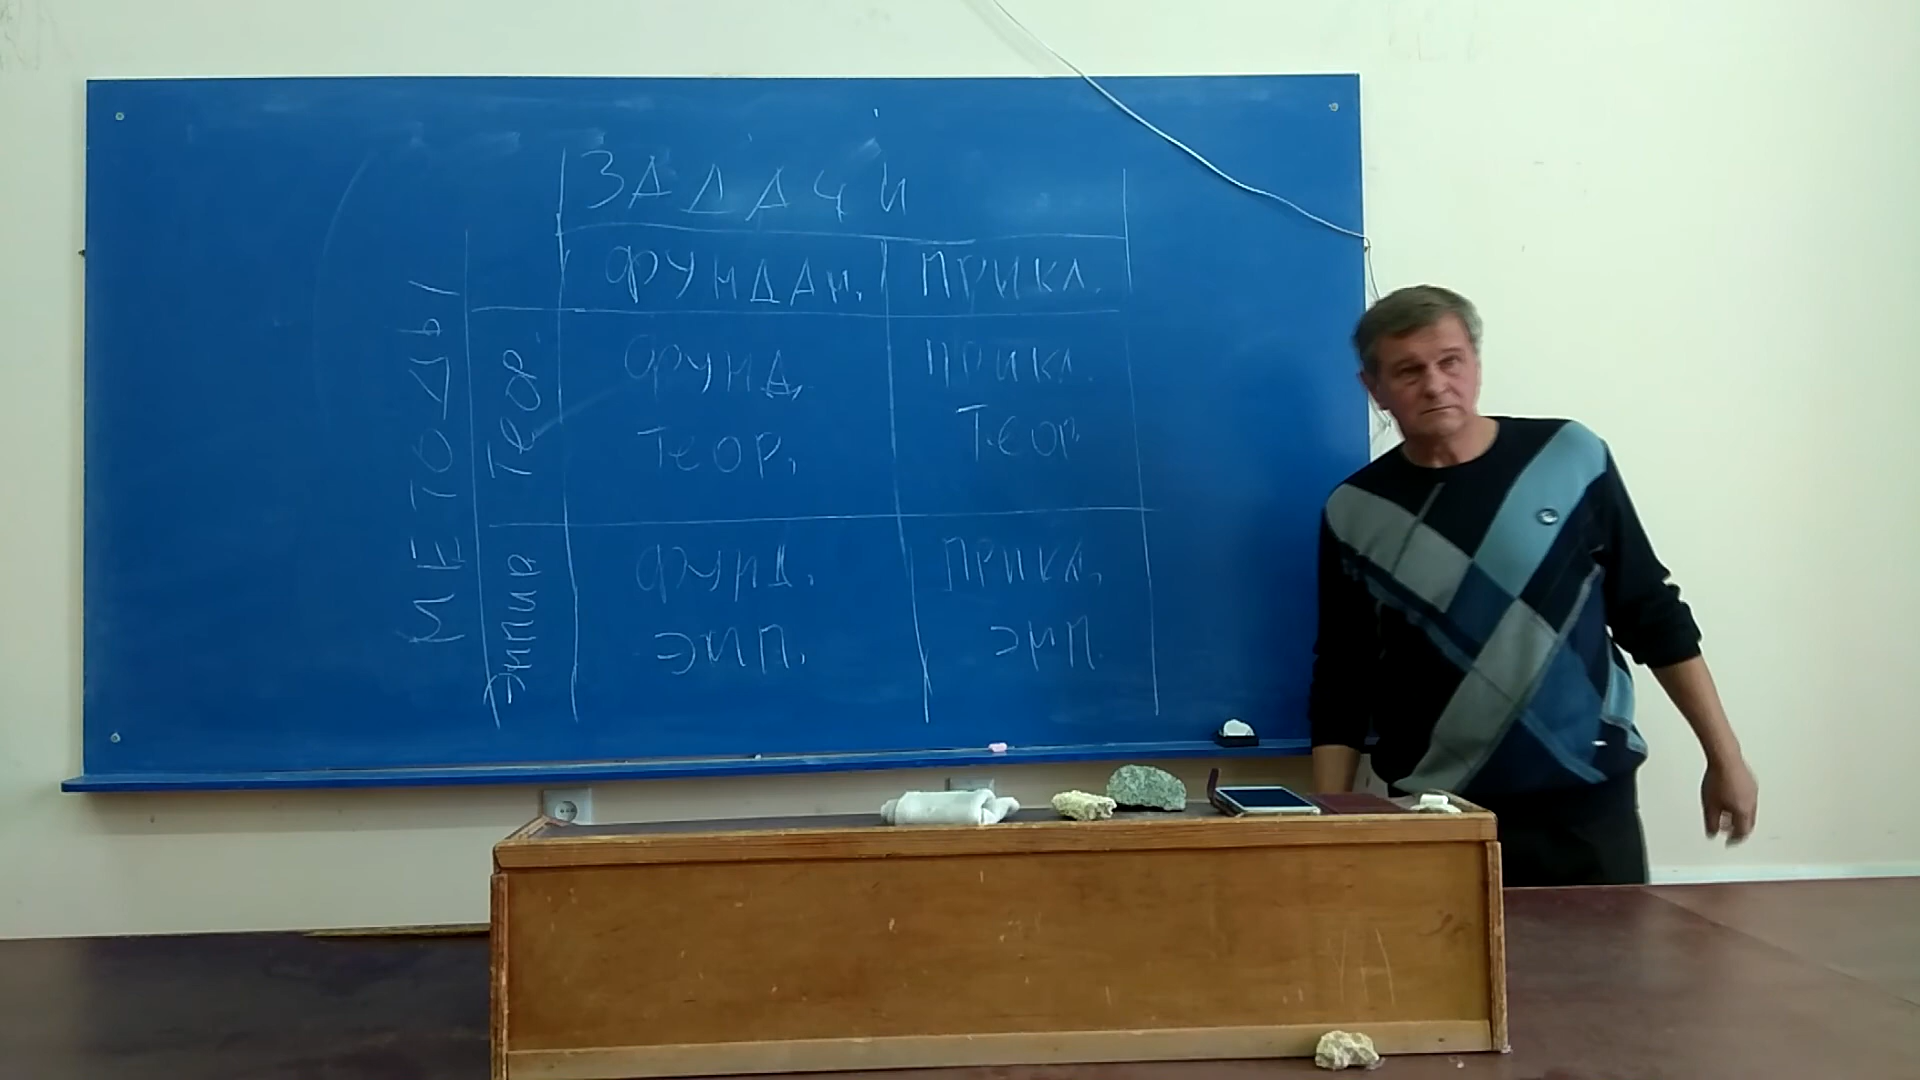 ЗАДАЧИ
ФУНДАМ. ПРИКЛ.
МЕТОДЫ
Теор.
ФУНД. ПРИКЛ.
Теор. Теор
ЭМПИР
ФУНД. ПРИКЛ.
ЭМП. ЭМП.